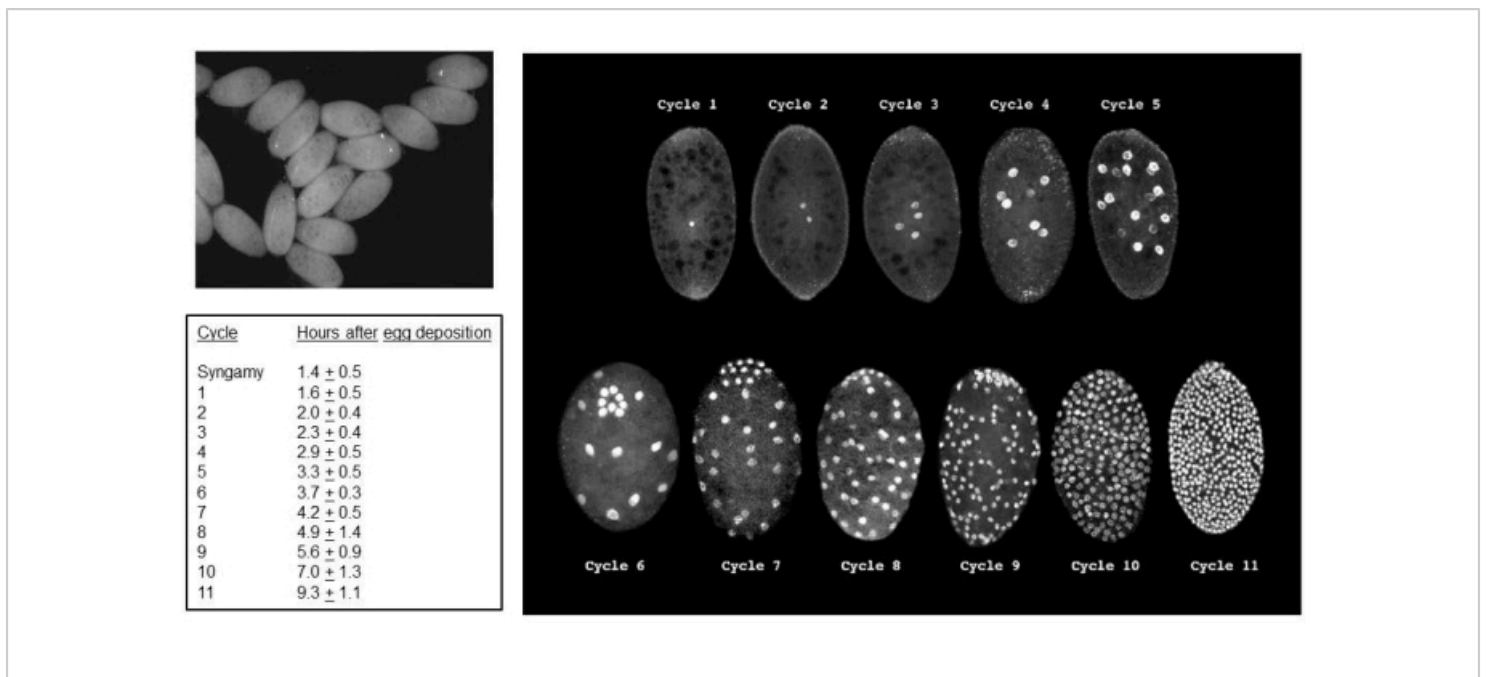 Cycle Hours after egg deposition
Syngamy 1.4 ± 0.5
1 1.6 ± 0.5
2 2.0 ± 0.4
3 2.3 ± 0.4
4 2.9 ± 0.5
5 3.3 ± 0.5
6 3.7 ± 0.3
7 4.2 ± 0.5
8 4.9 ± 1.4
9 5.6 ± 0.9
10 7.0 ± 1.3
11 9.3 ± 1.1
Cycle 1 Cycle 2 Cycle 3 Cycle 4 Cycle 5
Cycle 6 Cycle 7 Cycle 8 Cycle 9 Cycle 10 Cycle 11